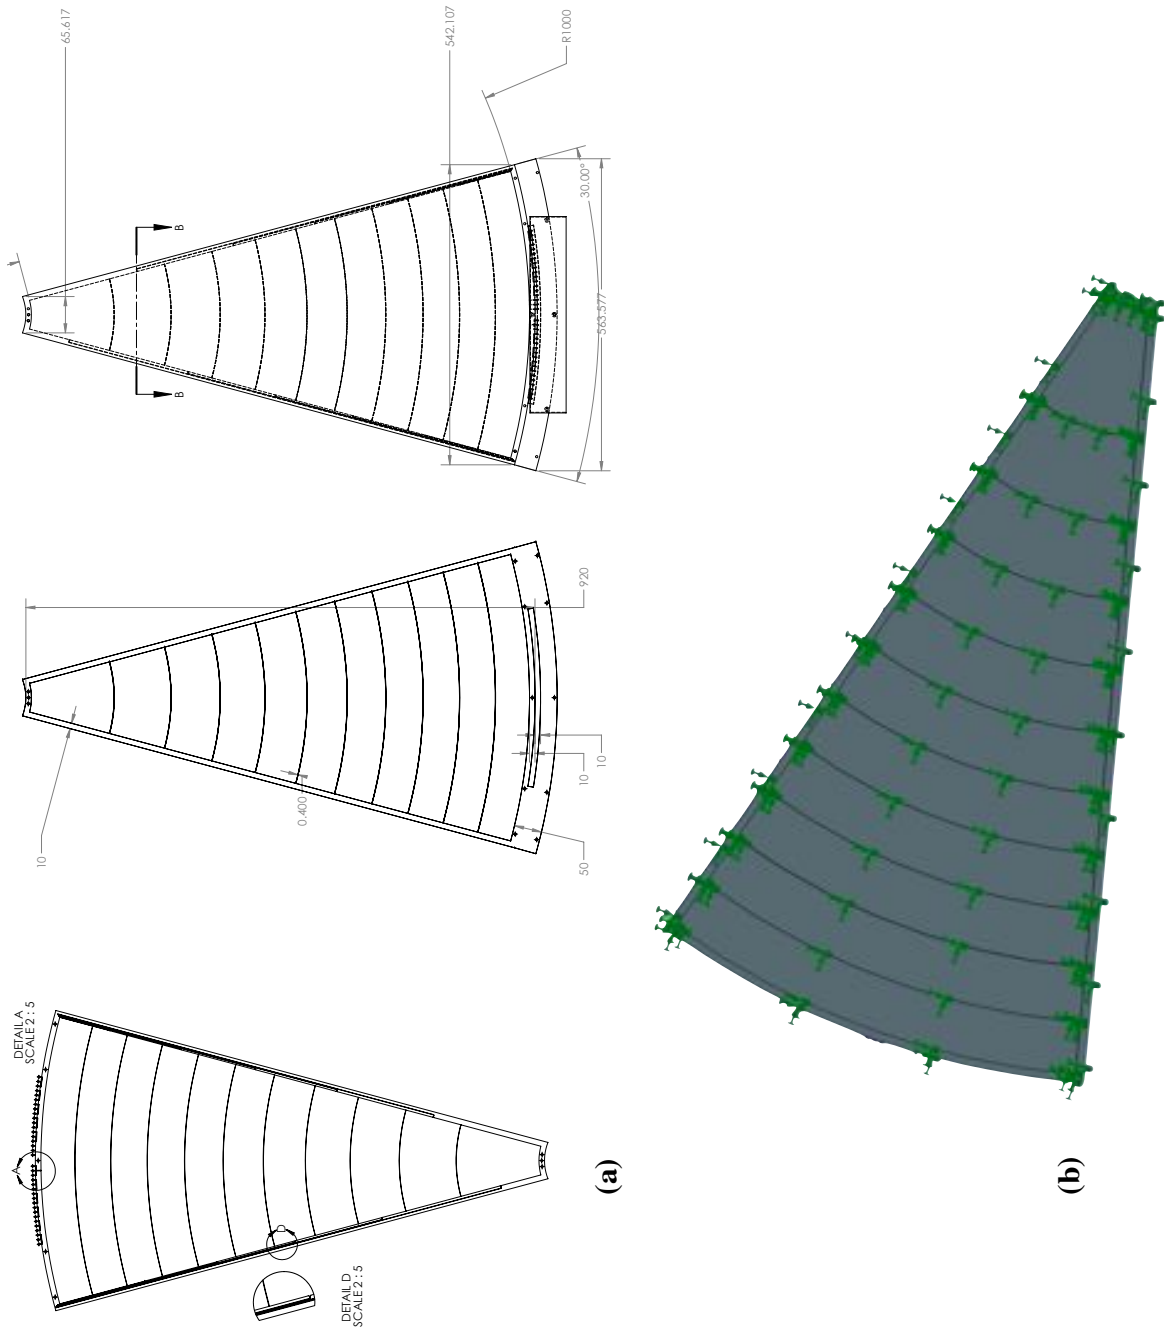 65.617
542.107
R1000
30.00°
563.577
B
B
920
10
0.400
10
10
50
DETAIL A
SCALE 2 : 5
A
D
DETAIL D
SCALE 2 : 5
(a)
(b)